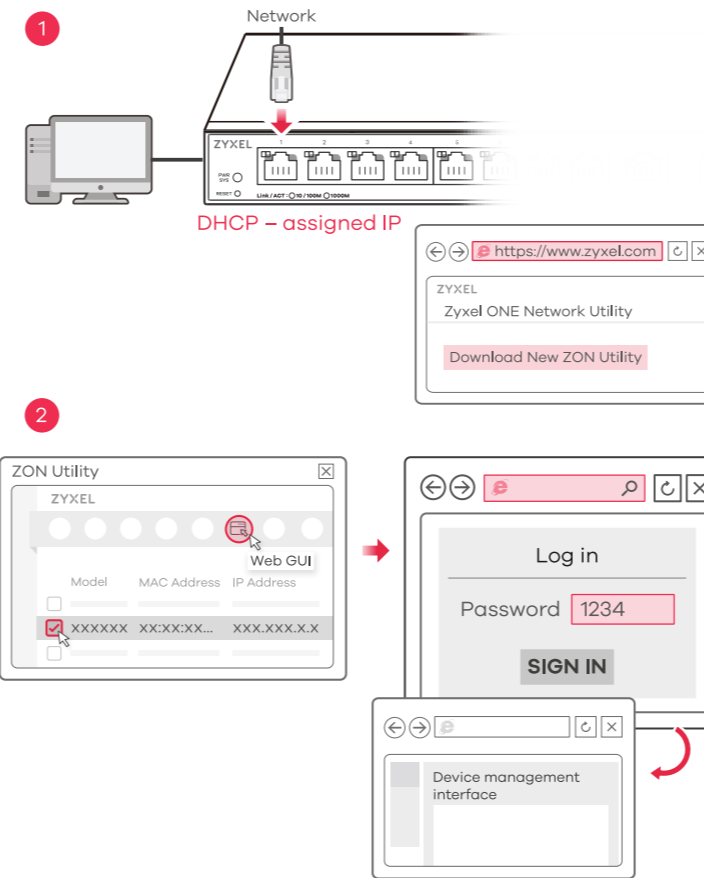 1
Network
ZYXEL
1 2 3 4 5
PWR
SYS
RESET
Link / ACT : 10 / 100M 1000M
DHCP – assigned IP
https://www.zyxel.com
ZYXEL
Zyxel ONE Network Utility
Download New ZON Utility
2
ZON Utility
ZYXEL
Web GUI
Model MAC Address IP Address
XXXXXX XX:XX:XX... XXX.XXX.X.X
Log in
Password 1234
SIGN IN
Device management
interface